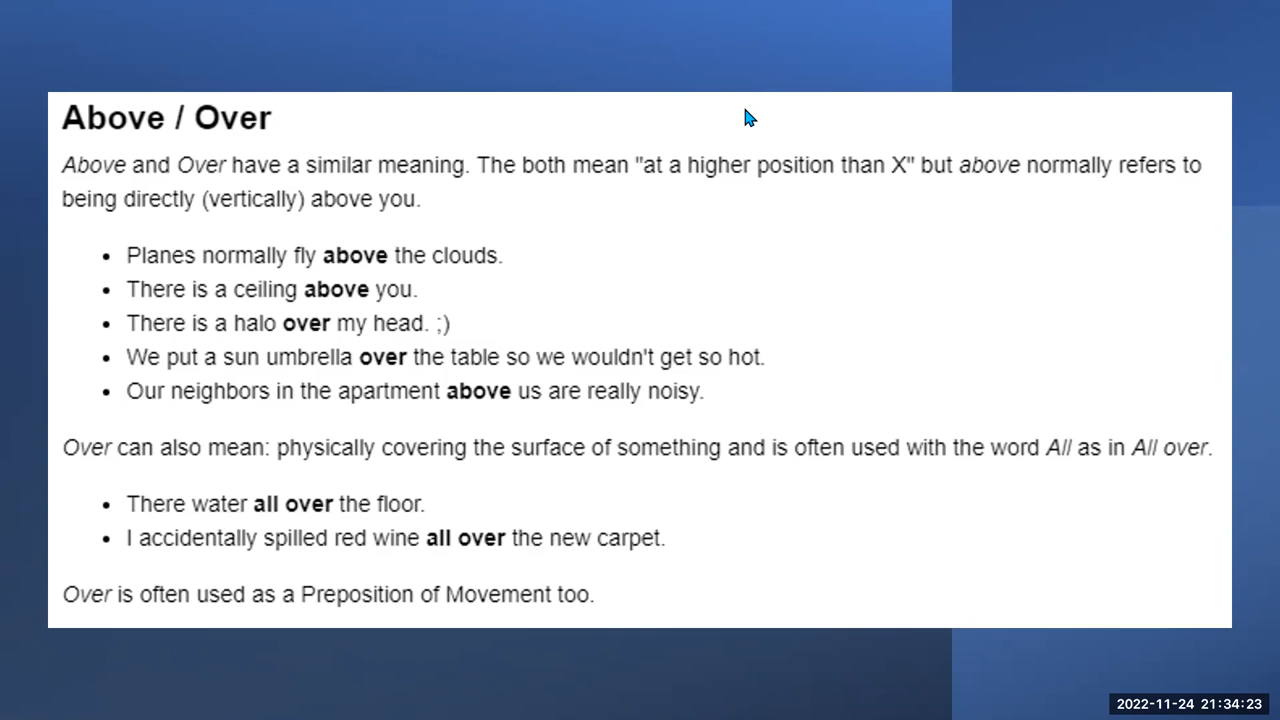 Above / Over
Above and Over have a similar meaning. The both mean "at a higher position than X" but above normally refers to
being directly (vertically) above you.
• Planes normally fly above the clouds.
• There is a ceiling above you.
• There is a halo over my head. ;)
• We put a sun umbrella over the table so we wouldn't get so hot.
• Our neighbors in the apartment above us are really noisy.
Over can also mean: physically covering the surface of something and is often used with the word All as in All over.
• There water all over the floor.
• I accidentally spilled red wine all over the new carpet.
Over is often used as a Preposition of Movement too.
2022-11-24 21:34:23